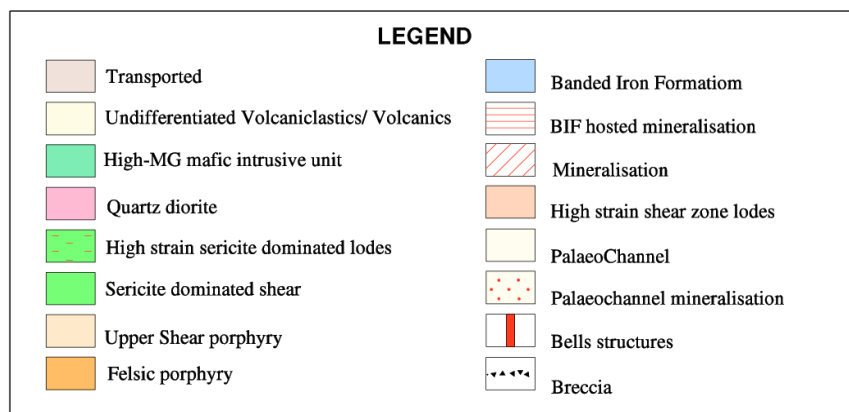 LEGEND
Transported
Undifferentiated Volcaniclastics/ Volcanics
High-MG mafic intrusive unit
Quartz diorite
High strain sericite dominated lodes
Sericite dominated shear
Upper Shear porphyry
Felsic porphyry
Banded Iron Formatiom
BIF hosted mineralisation
Mineralisation
High strain shear zone lodes
PalaeoChannel
Palaeochannel mineralisation
Bells structures
Breccia